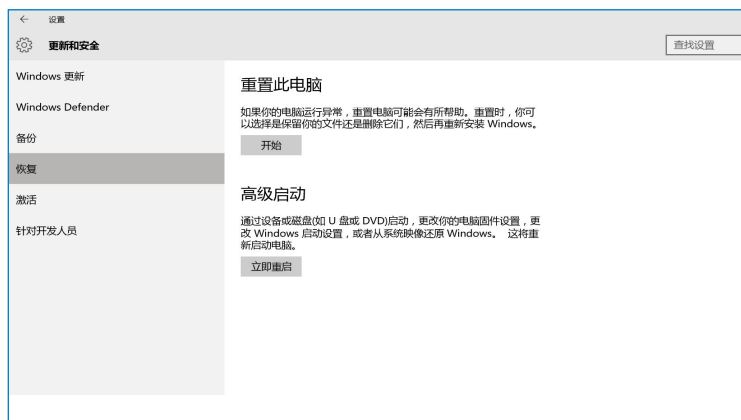 设置
更新和安全
查找设置
Windows 更新
Windows Defender
备份
恢复
激活
针对开发人员
重置此电脑
如果你的电脑运行异常，重置电脑可能会有所帮助。重置时，你可
以选择是保留你的文件还是删除它们，然后再重新安装 Windows。
开始
高级启动
通过设备或磁盘(如 U 盘或 DVD)启动，更改你的电脑固件设置，更
改 Windows 启动设置，或者从系统映像还原 Windows。 这将重
新启动电脑。
立即重启